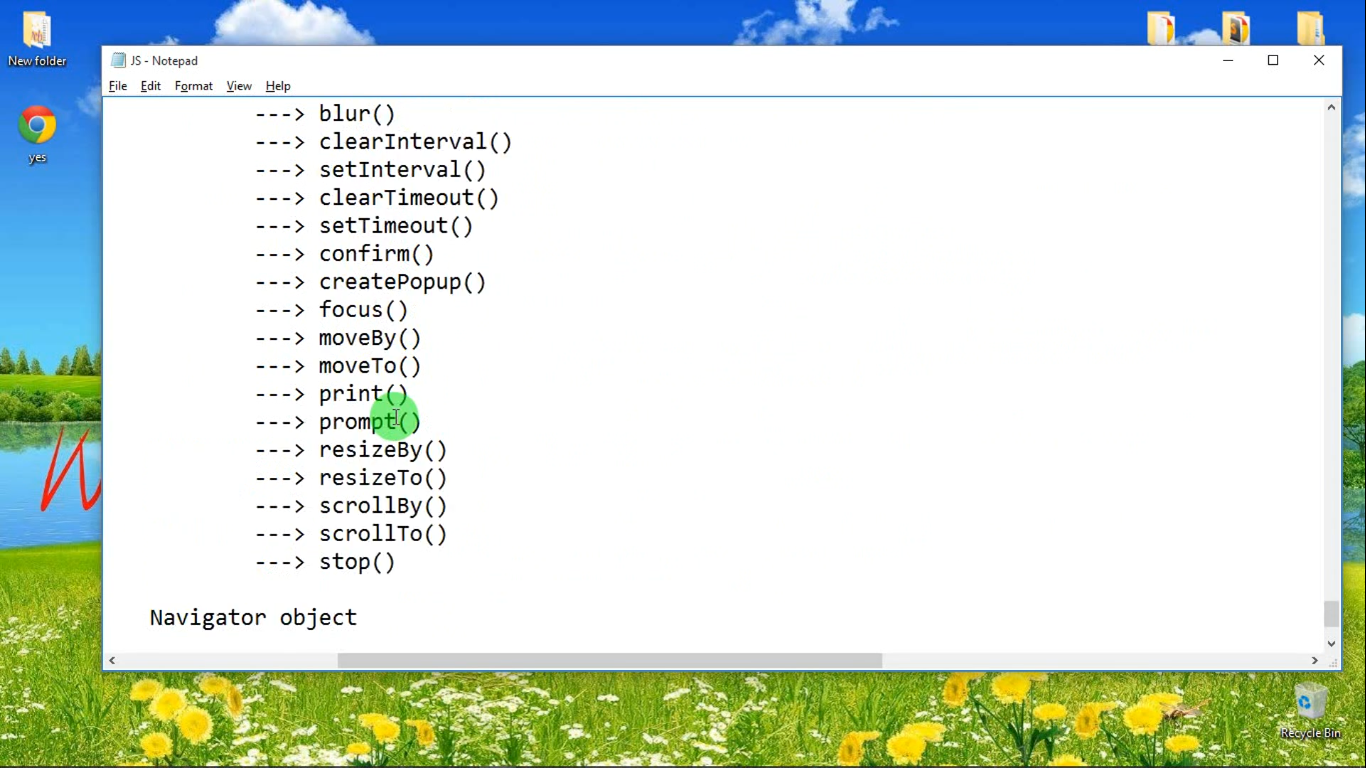 New folder
yes
JS - Notepad
File Edit Format View Help
---> blur()
---> clearInterval()
---> setInterval()
---> clearTimeout()
---> setTimeout()
---> confirm()
---> createPopup()
---> focus()
---> moveBy()
---> moveTo()
---> print()
---> prompt()
---> resizeBy()
---> resizeTo()
---> scrollBy()
---> scrollTo()
---> stop()
Navigator object
Recycle Bin